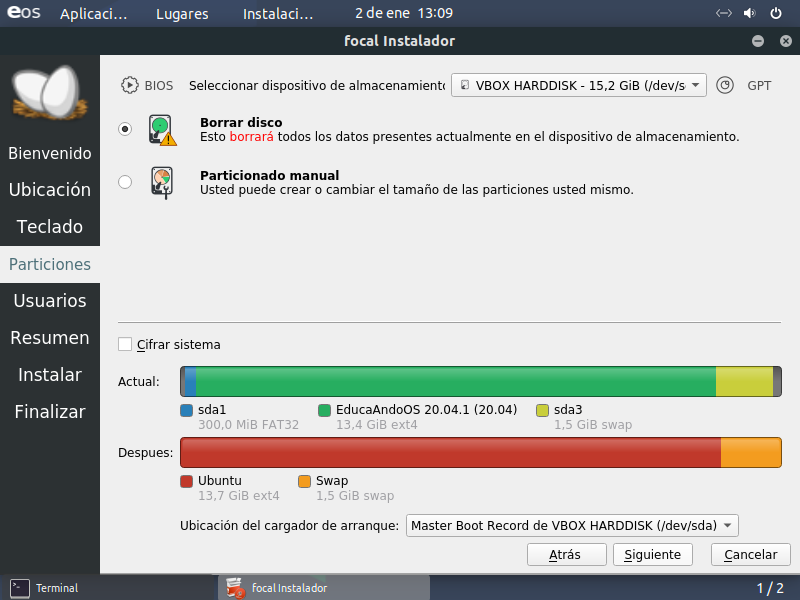 eos Aplicaci... Lugares Instalaci... 2 de ene 13:09
focal Instalador
BIOS Seleccionar dispositivo de almacenamiento VBOX HARDDISK - 15,2 GiB (/dev/s GPT
Borrar disco
Esto borrará todos los datos presentes actualmente en el dispositivo de almacenamiento.
Particionado manual
Usted puede crear o cambiar el tamaño de las particiones usted mismo.
Bienvenido
Ubicación
Teclado
Particiones
Usuarios
Resumen
Instalar
Finalizar
Cifrar sistema
Actual:
sda1 EducaAndoOS 20.04.1 (20.04) sda3
300,0 MiB FAT32 13,4 GiB ext4 1,5 GiB swap
Despues:
Ubuntu Swap
13,7 GiB ext4 1,5 GiB swap
Ubicación del cargador de arranque: Master Boot Record de VBOX HARDDISK (/dev/sda)
Atrás Siguiente Cancelar
Terminal focal Instalador 1 / 2